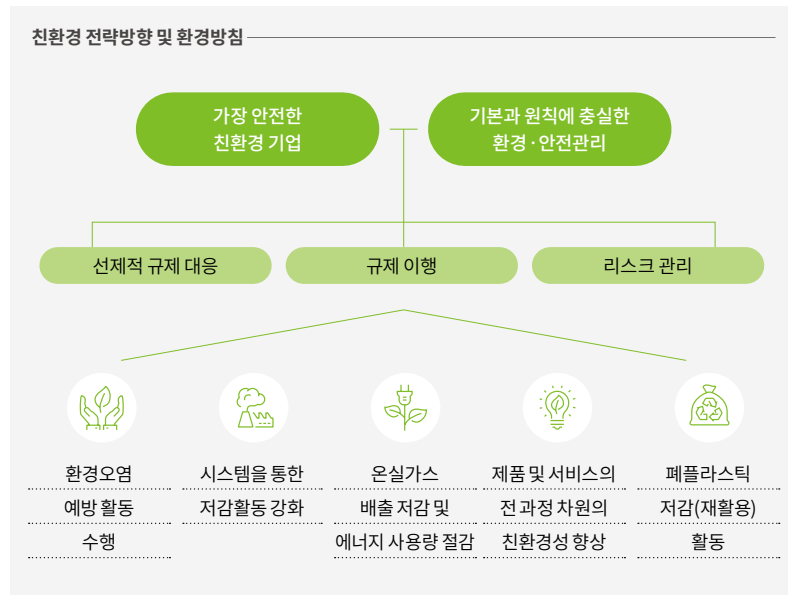 친환경 전략방향 및 환경방침
가장 안전한
친환경 기업
기본과 원칙에 충실한
환경·안전관리
선제적 규제 대응
규제 이행
리스크 관리
환경오염
예방 활동
수행
시스템을 통한
저감활동 강화
온실가스
배출 저감 및
에너지 사용량 절감
제품 및 서비스의
전과정 차원의
친환경성 향상
폐플라스틱
저감(재활용)
활동